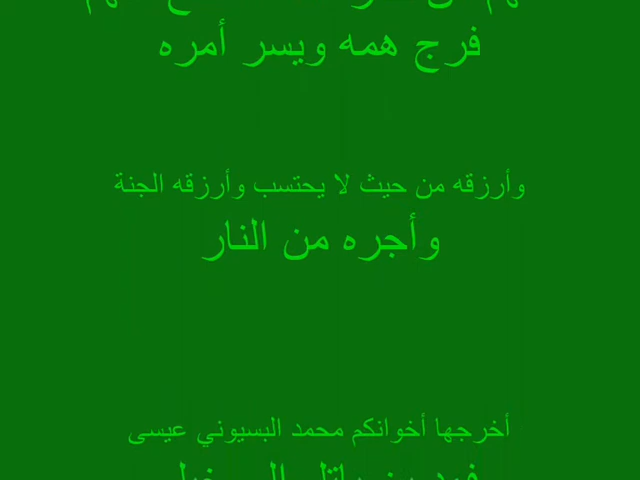 فرج همه ويسر أمره
وأرزقه من حيث لا يحتسب وأرزقه الجنة
وأجره من النار
أخرجها أخوانكم محمد البسيوني عيسى